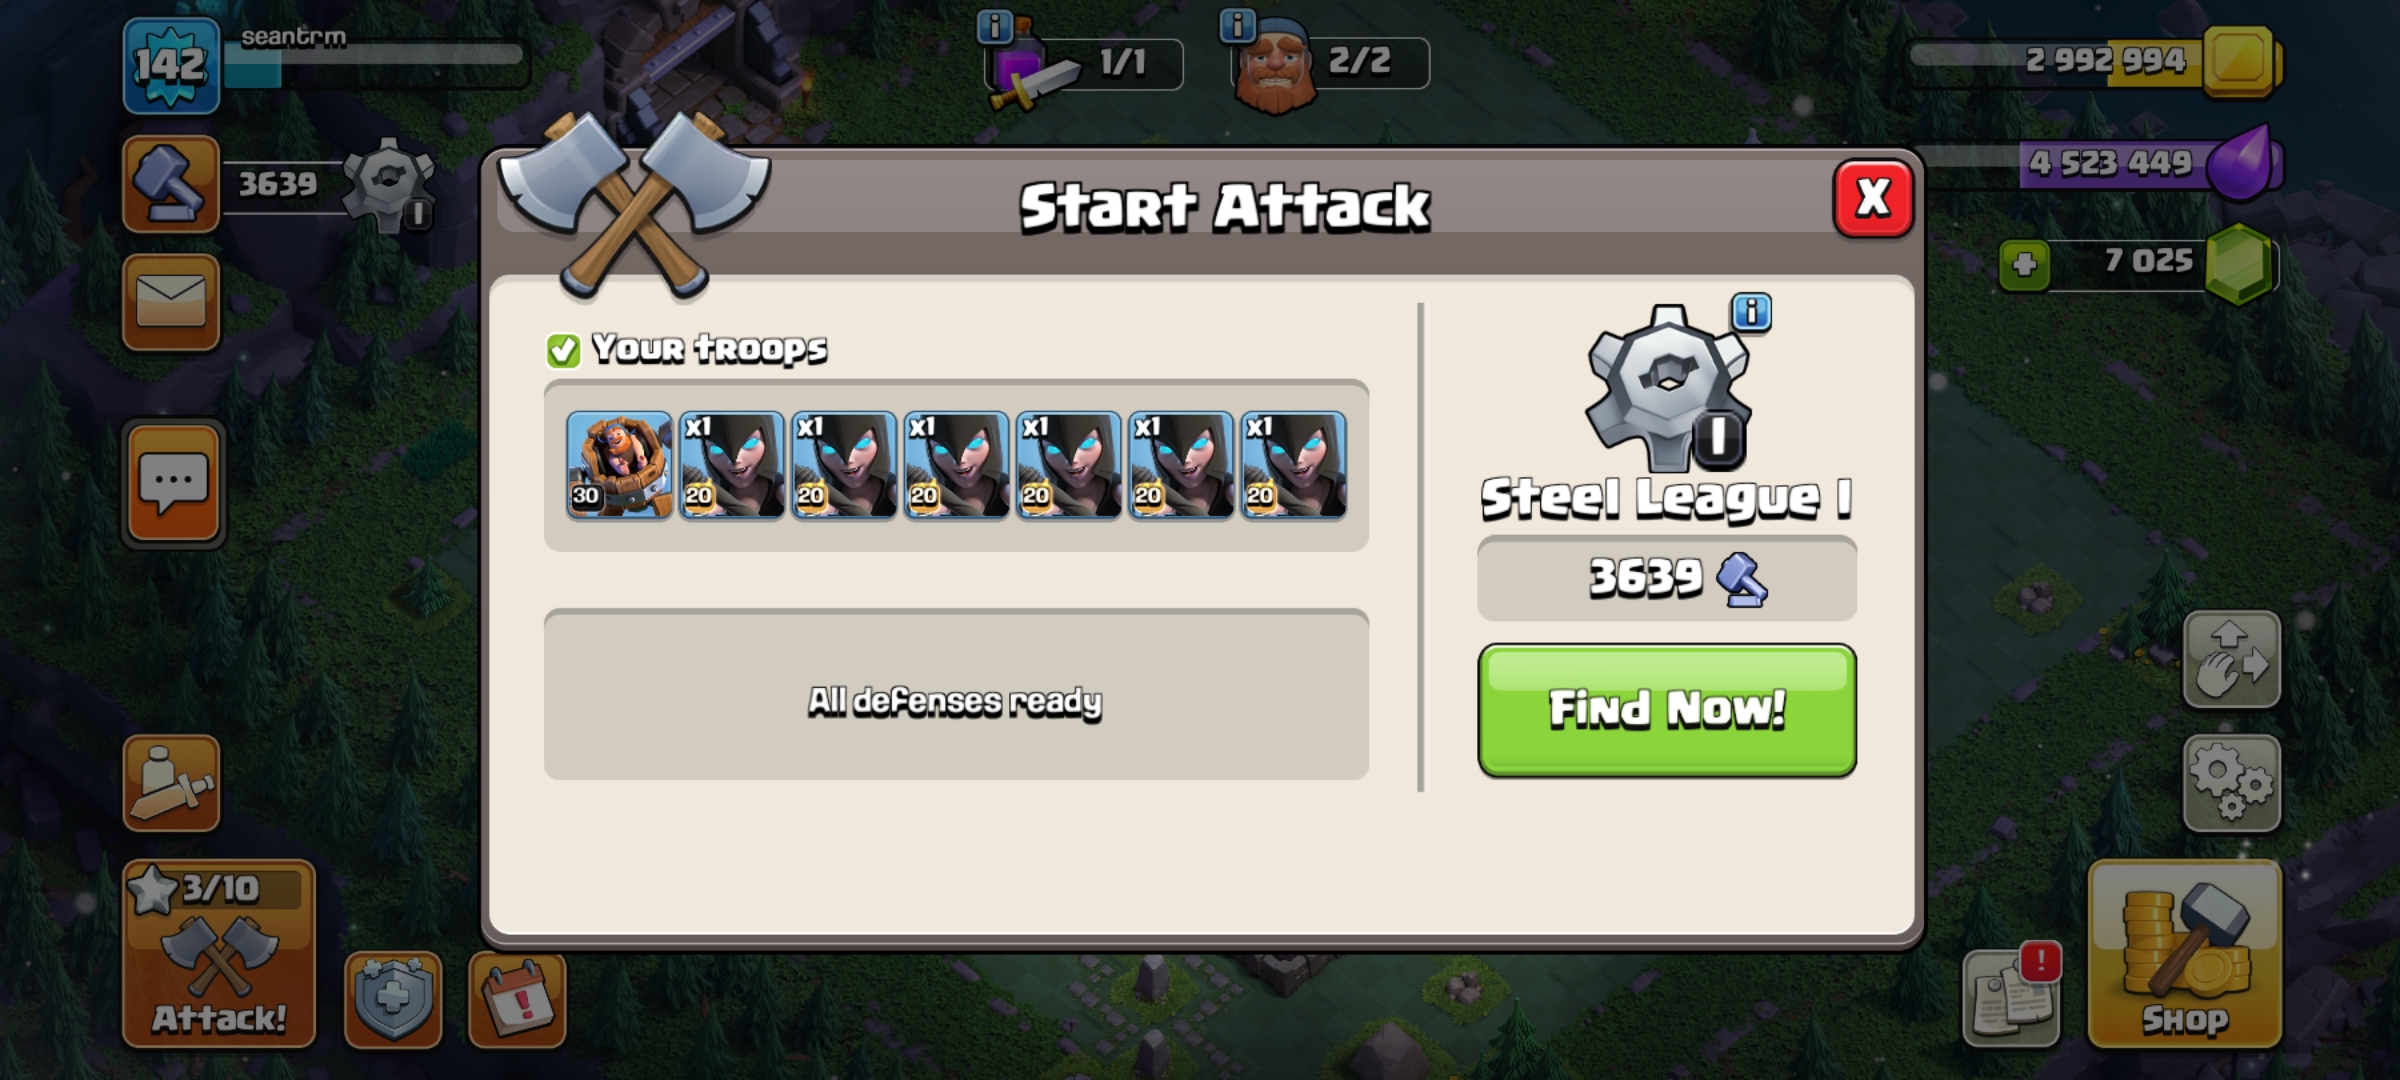 142
seantrm
1/1
2/2
2 992 994
3639
I
4 523 449
7 025
Start Attack
X
Your troops
30
x1
20
x1
20
x1
20
x1
20
x1
20
x1
20
All defenses ready
I
Steel League I
3639
Find Now!
3/10
Attack!
Shop